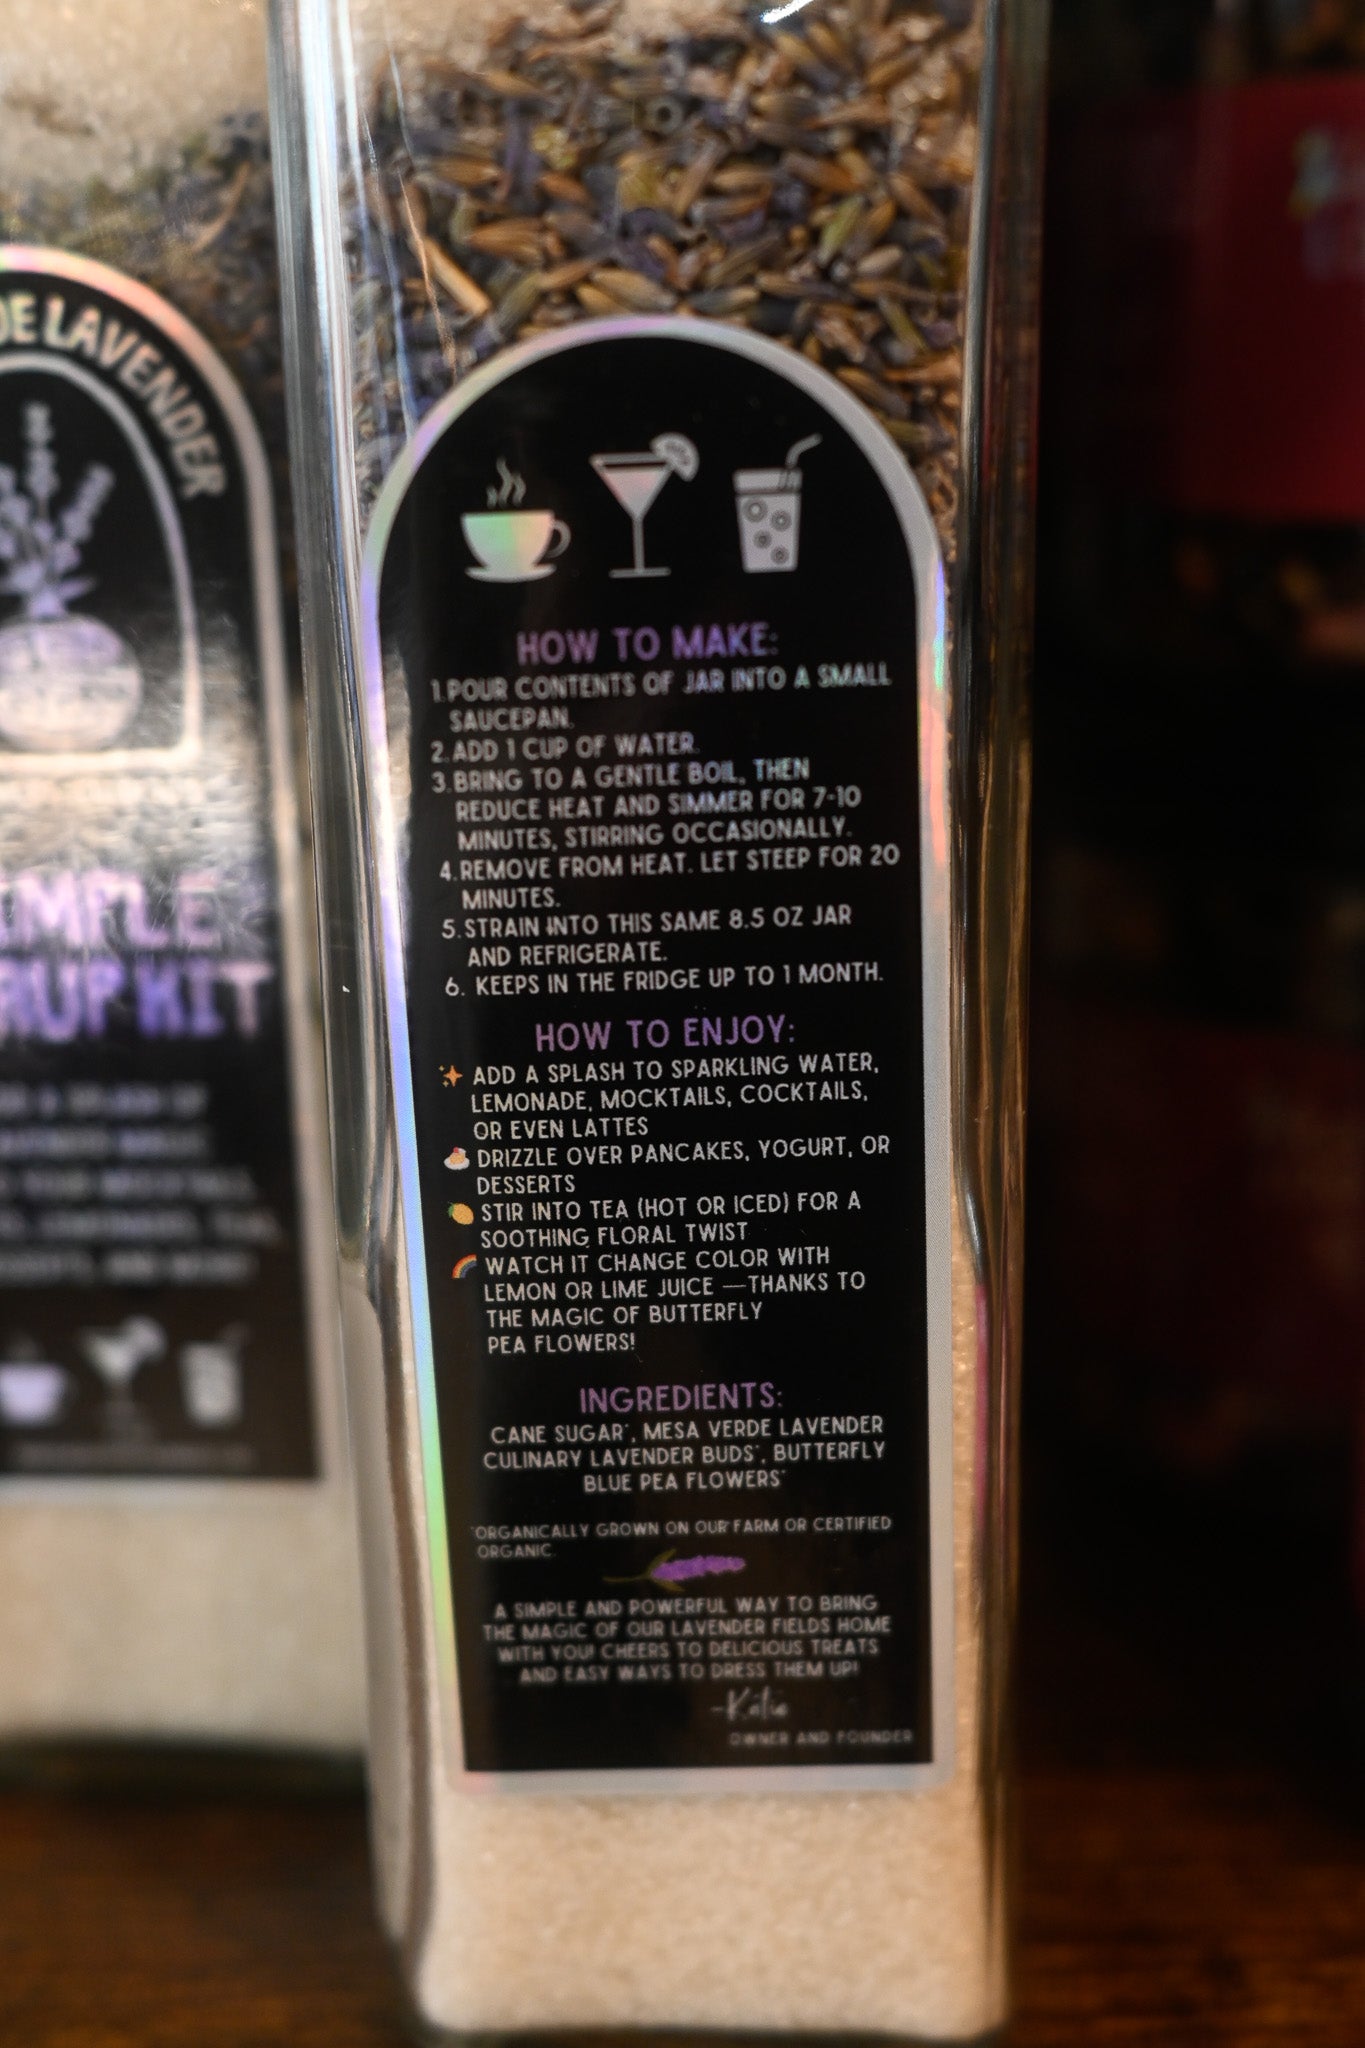 DE LAVENDER
HOW TO MAKE:
1. POUR CONTENTS OF JAR INTO A SMALL
SAUCEPAN.
2. ADD 1 CUP OF WATER.
3. BRING TO A GENTLE BOIL, THEN
REDUCE HEAT AND SIMMER FOR 7-10
MINUTES, STIRRING OCCASIONALLY.
4. REMOVE FROM HEAT. LET STEEP FOR 20
MINUTES.
5. STRAIN INTO THIS SAME 8.5 OZ JAR
AND REFRIGERATE.
6. KEEPS IN THE FRIDGE UP TO 1 MONTH.
HOW TO ENJOY:
✨ ADD A SPLASH TO SPARKLING WATER,
LEMONADE, MOCKTAILS, COCKTAILS,
OR EVEN LATTES
🍰 DRIZZLE OVER PANCAKES, YOGURT, OR
DESSERTS
🍋 STIR INTO TEA (HOT OR ICED) FOR A
SOOTHING FLORAL TWIST
🌈 WATCH IT CHANGE COLOR WITH
LEMON OR LIME JUICE —THANKS TO
THE MAGIC OF BUTTERFLY
PEA FLOWERS!
INGREDIENTS:
CANE SUGAR*, MESA VERDE LAVENDER
CULINARY LAVENDER BUDS*, BUTTERFLY
BLUE PEA FLOWERS*
*ORGANICALLY GROWN ON OUR FARM OR CERTIFIED
ORGANIC.
A SIMPLE AND POWERFUL WAY TO BRING
THE MAGIC OF OUR LAVENDER FIELDS HOME
WITH YOU! CHEERS TO DELICIOUS TREATS
AND EASY WAYS TO DRESS THEM UP!
-Katie
OWNER AND FOUNDER
IMPLE
RUP KIT